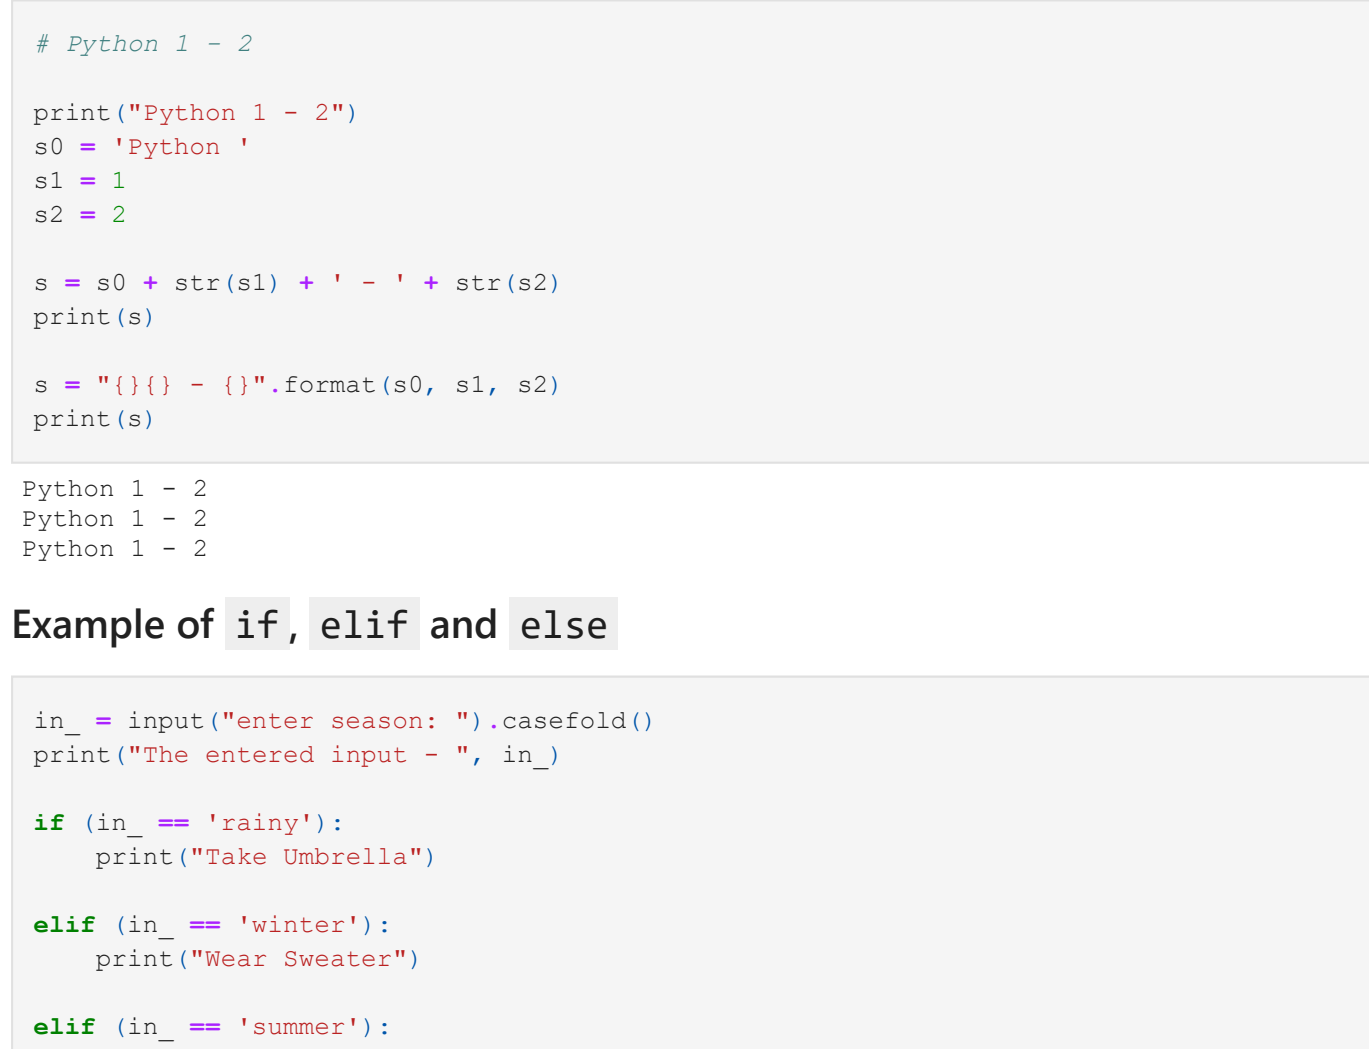 # Python 1 - 2
print("Python 1 - 2")
s0 = 'Python '
s1 = 1
s2 = 2
s = s0 + str(s1) + ' - ' + str(s2)
print(s)
s = "{}{} - {}".format(s0, s1, s2)
print(s)
Python 1 - 2
Python 1 - 2
Python 1 - 2
Example of if, elif and else
in_ = input("enter season: ").casefold()
print("The entered input - ", in_)
if (in_ == 'rainy'):
    print("Take Umbrella")
elif (in_ == 'winter'):
    print("Wear Sweater")
elif (in_ == 'summer'):